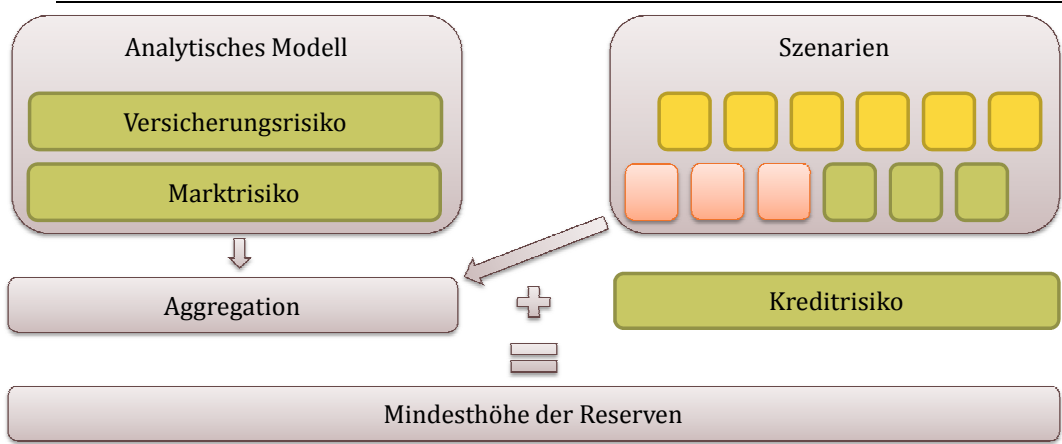 Analytisches Modell
Szenarien
Versicherungsrisiko
Marktrisiko
Aggregation
Kreditrisiko
Mindesthöhe der Reserven